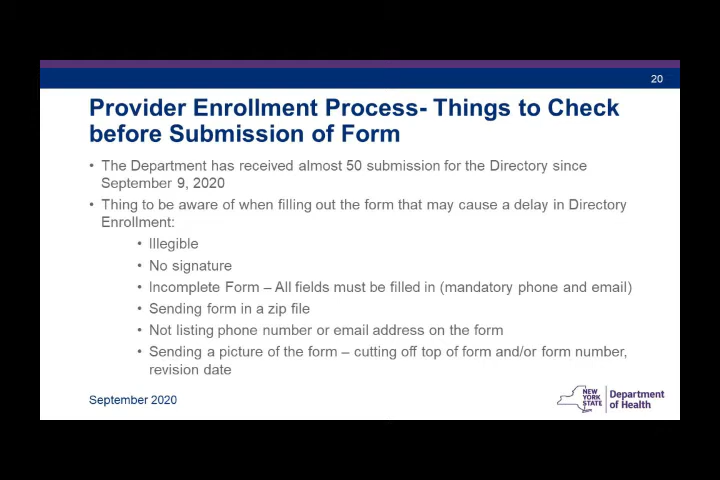 20
Provider Enrollment Process- Things to Check
before Submission of Form
• The Department has received almost 50 submission for the Directory since
September 9, 2020
• Thing to be aware of when filling out the form that may cause a delay in Directory
Enrollment:
• Illegible
• No signature
• Incomplete Form – All fields must be filled in (mandatory phone and email)
• Sending form in a zip file
• Not listing phone number or email address on the form
• Sending a picture of the form – cutting off top of form and/or form number,
revision date
September 2020
NEW
YORK
STATE
Department
of Health